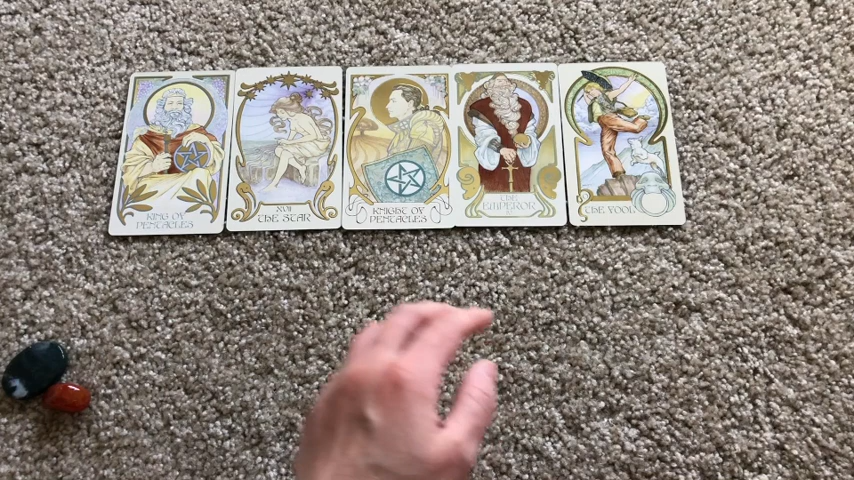 KING OF
PENTACLES
XVII
THE STAR
KNIGHT OF
PENTACLES
THE
EMPEROR
THE FOOL